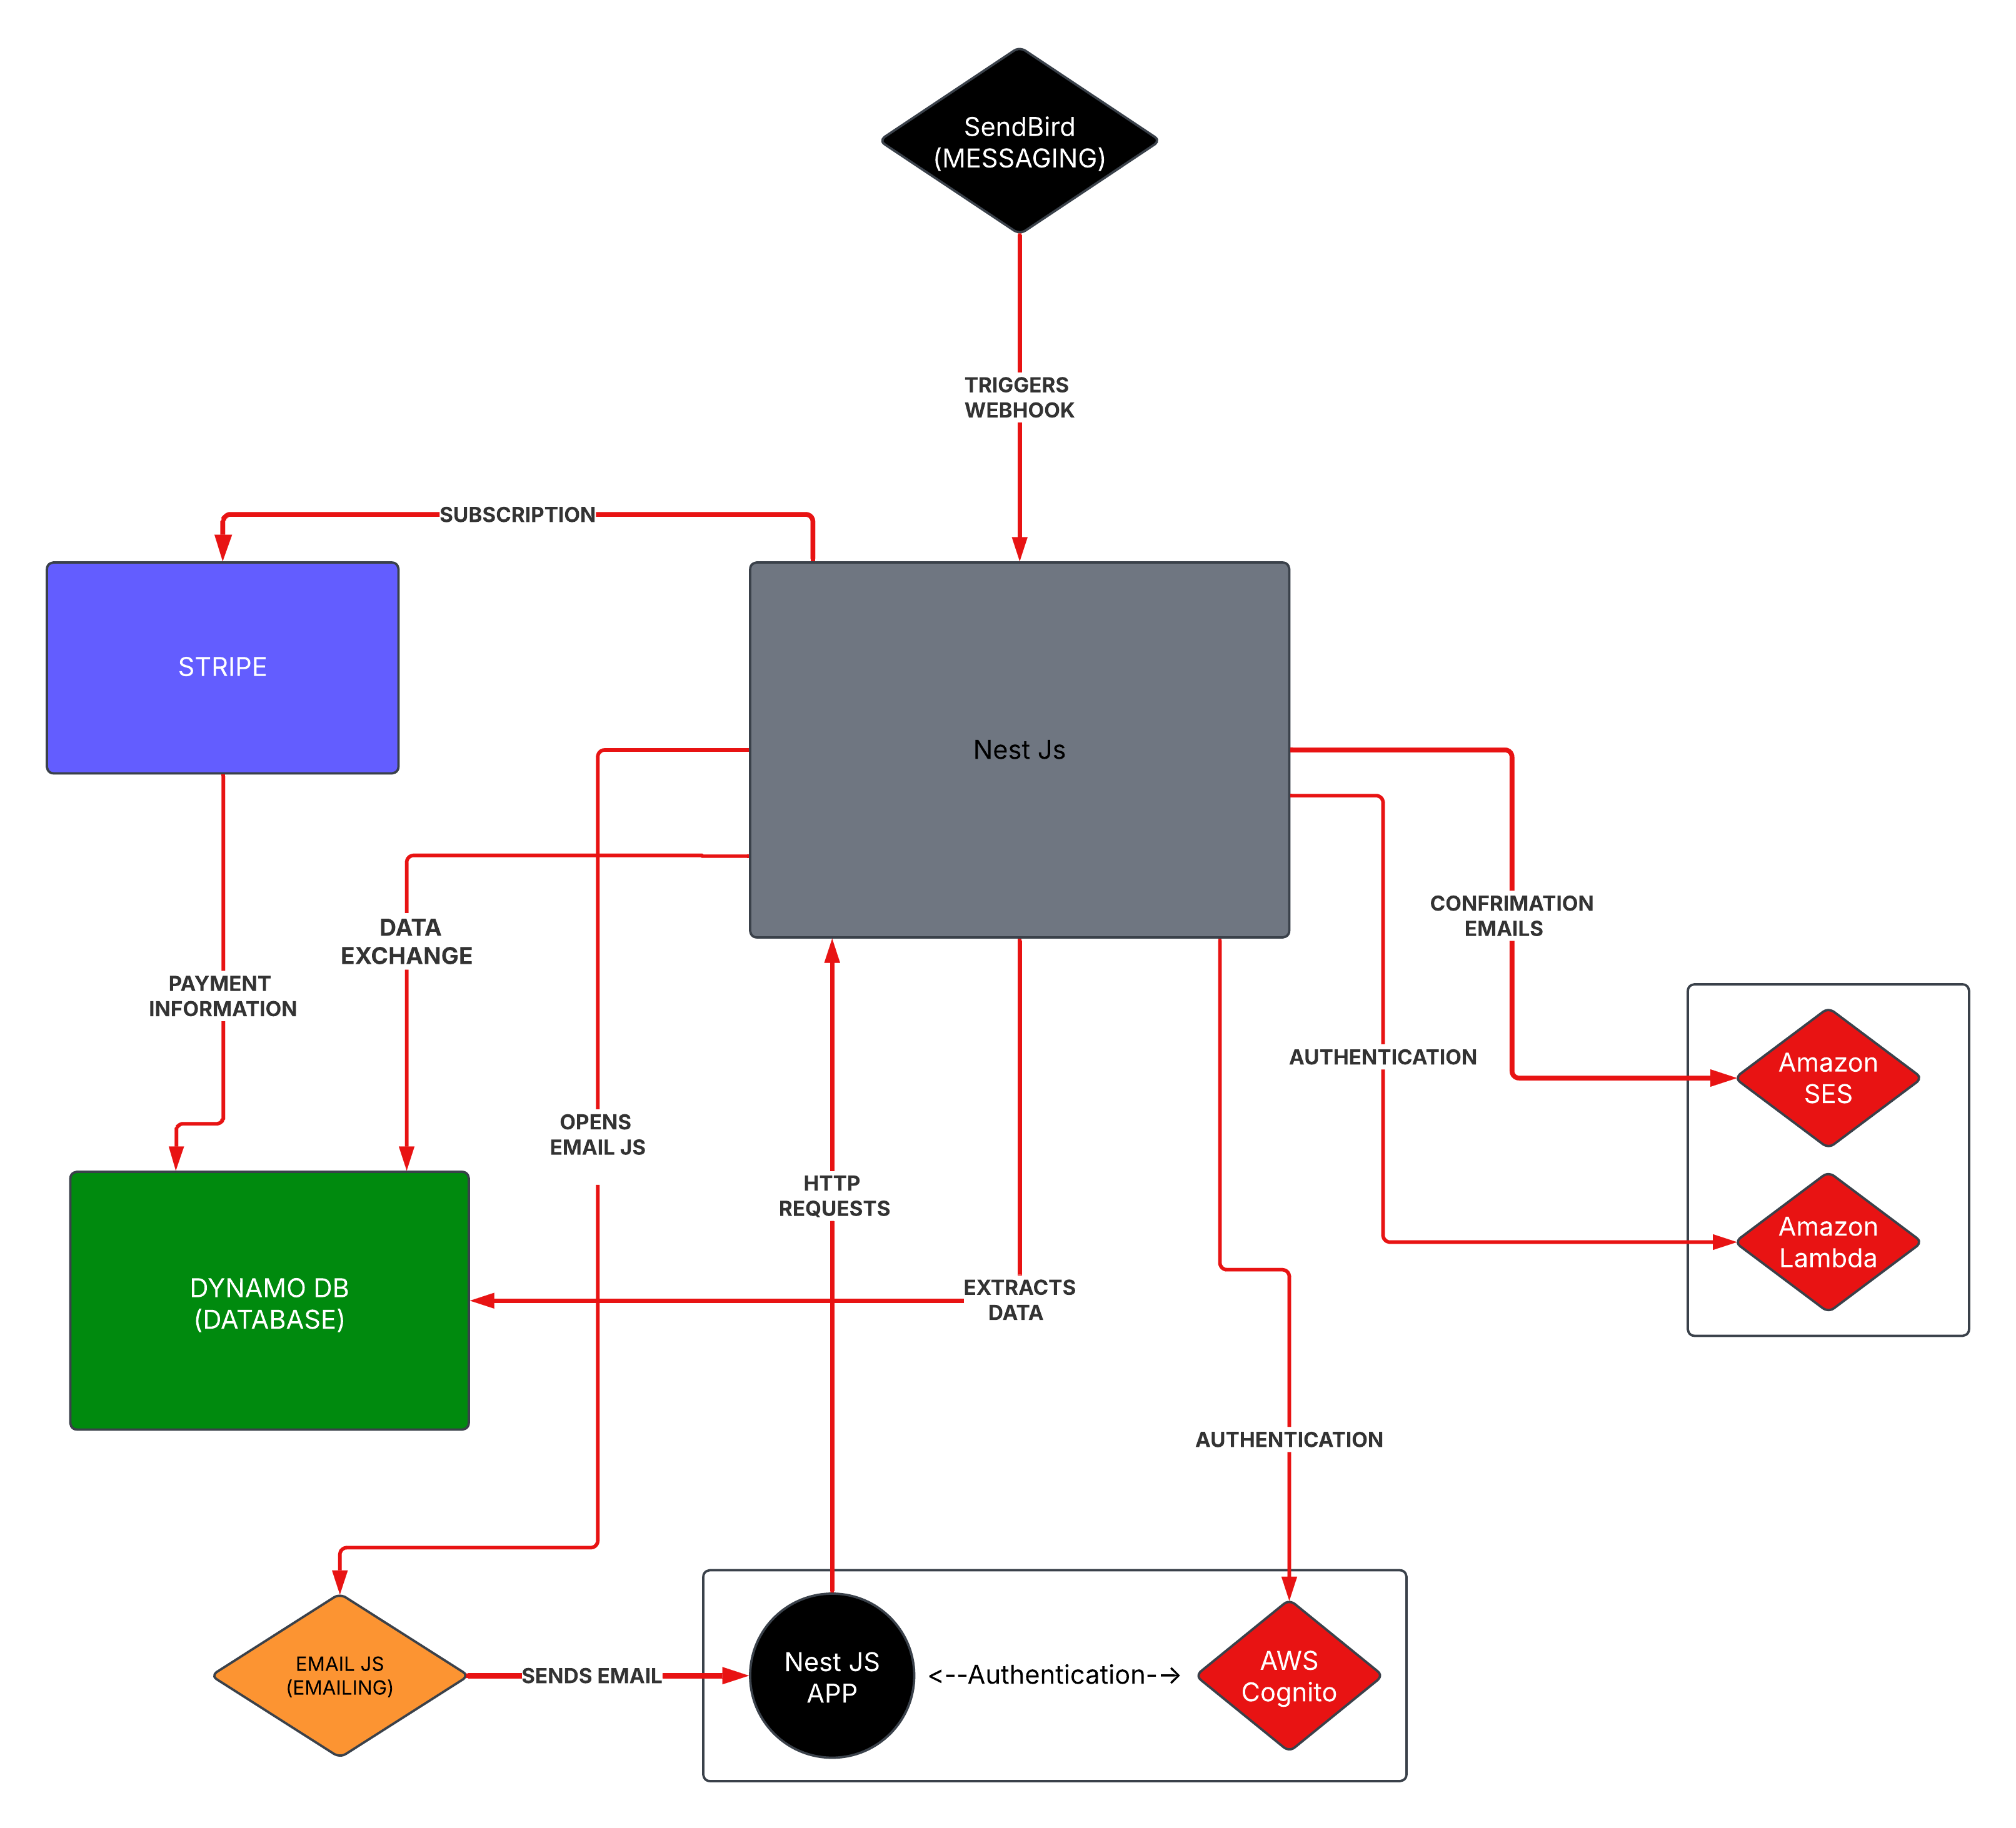 SendBird
(MESSAGING)
TRIGGERS
WEBHOOK
SUBSCRIPTION
STRIPE
Nest Js
CONFRIMATION
EMAILS
DATA
EXCHANGE
PAYMENT
INFORMATION
AUTHENTICATION
Amazon
SES
OPENS
EMAIL JS
HTTP
REQUESTS
Amazon
Lambda
DYNAMO DB
(DATABASE)
EXTRACTS
DATA
AUTHENTICATION
EMAIL JS
(EMAILING)
SENDS EMAIL
Nest JS
APP
<--Authentication-→
AWS
Cognito